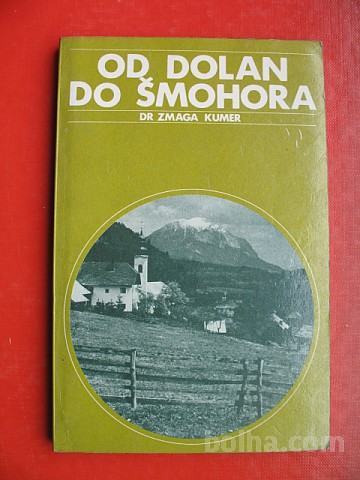 OD DOLAN
DO ŠMOHORA
DR ZMAGA KUMER
bolha.com